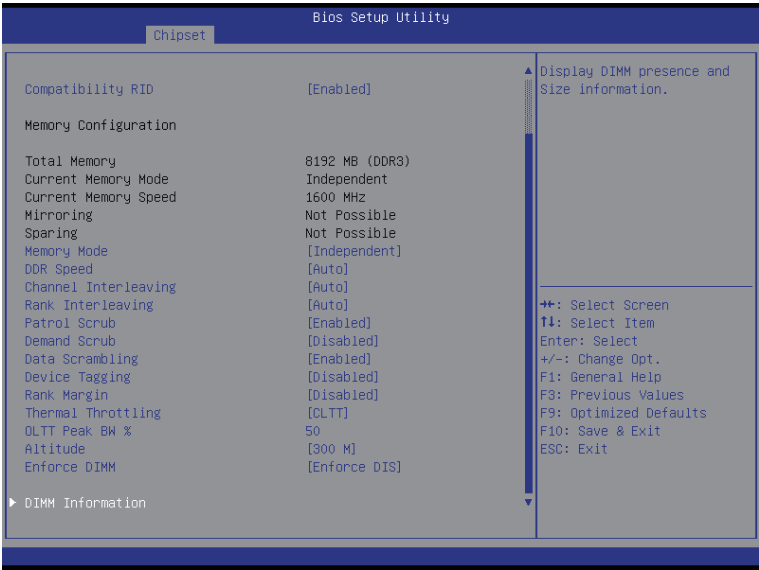 Bios Setup Utility
Chipset
Compatibility RID [Enabled]
Memory Configuration
Total Memory 8192 MB (DDR3)
Current Memory Mode Independent
Current Memory Speed 1600 MHz
Mirroring Not Possible
Sparing Not Possible
Memory Mode [Independent]
DDR Speed [Auto]
Channel Interleaving [Auto]
Rank Interleaving [Auto]
Patrol Scrub [Enabled]
Demand Scrub [Disabled]
Data Scrambling [Enabled]
Device Tagging [Disabled]
Rank Margin [Disabled]
Thermal Throttling [CLTT]
OLTT Peak BW % 50
Altitude [300 M]
Enforce DIMM [Enforce DIS]
DIMM Information
Display DIMM presence and
Size information.
→←: Select Screen
↑↓: Select Item
Enter: Select
+/-: Change Opt.
F1: General Help
F3: Previous Values
F9: Optimized Defaults
F10: Save & Exit
ESC: Exit